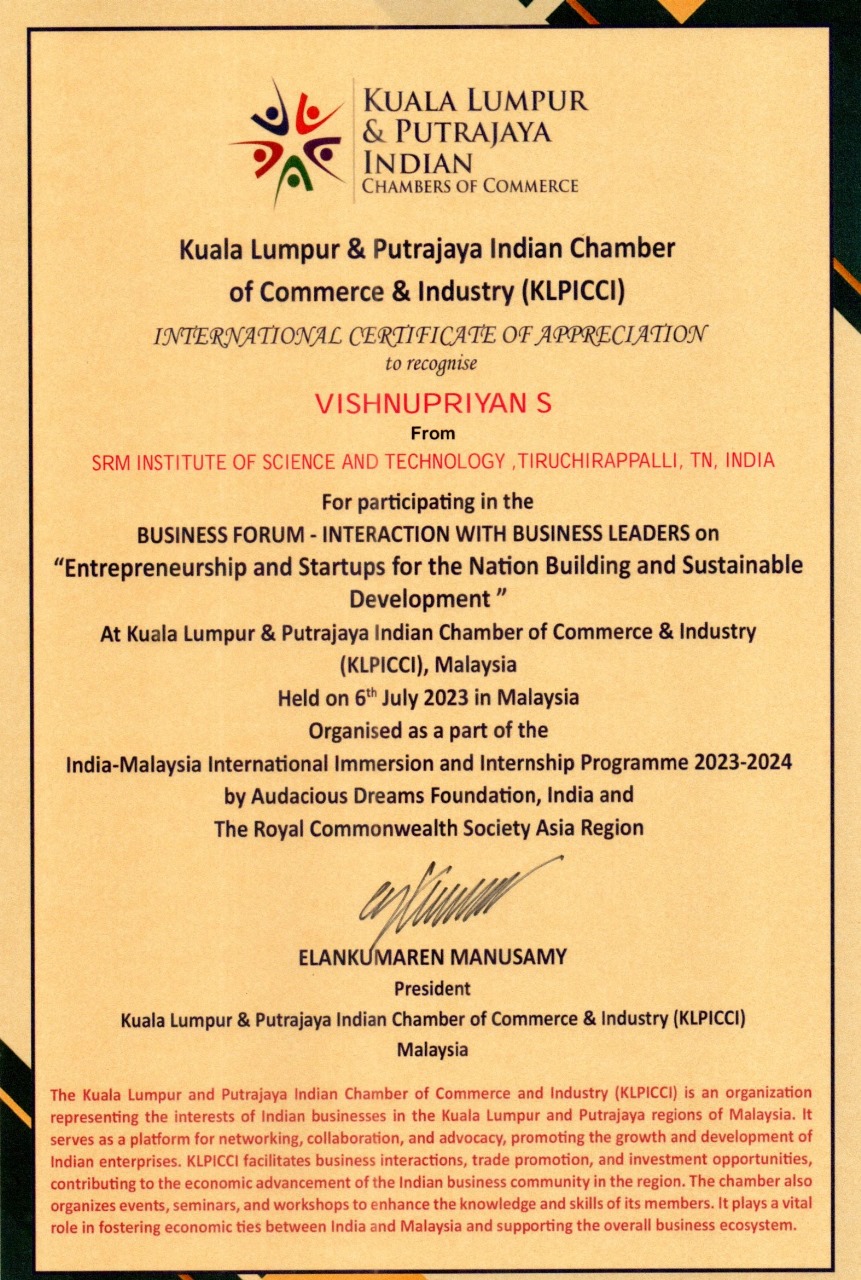 KUALA LUMPUR
& PUTRAJAYA
INDIAN
CHAMBERS OF COMMERCE
Kuala Lumpur & Putrajaya Indian Chamber
of Commerce & Industry (KLPICCI)
INTERNATIONAL CERTIFICATE OF APPRECIATION
to recognise
VISHNUPRIYAN S
From
SRM INSTITUTE OF SCIENCE AND TECHNOLOGY ,TIRUCHIRAPPALLI, TN, INDIA
For participating in the
BUSINESS FORUM - INTERACTION WITH BUSINESS LEADERS on
“Entrepreneurship and Startups for the Nation Building and Sustainable
Development ”
At Kuala Lumpur & Putrajaya Indian Chamber of Commerce & Industry
(KLPICCI), Malaysia
Held on 6th July 2023 in Malaysia
Organised as a part of the
India-Malaysia International Immersion and Internship Programme 2023-2024
by Audacious Dreams Foundation, India and
The Royal Commonwealth Society Asia Region
ELANKUMAREN MANUSAMY
President
Kuala Lumpur & Putrajaya Indian Chamber of Commerce & Industry (KLPICCI)
Malaysia
The Kuala Lumpur and Putrajaya Indian Chamber of Commerce and Industry (KLPICCI) is an organization
representing the interests of Indian businesses in the Kuala Lumpur and Putrajaya regions of Malaysia. It
serves as a platform for networking, collaboration, and advocacy, promoting the growth and development of
Indian enterprises. KLPICCI facilitates business interactions, trade promotion, and investment opportunities,
contributing to the economic advancement of the Indian business community in the region. The chamber also
organizes events, seminars, and workshops to enhance the knowledge and skills of its members. It plays a vital
role in fostering economic ties between India and Malaysia and supporting the overall business ecosystem.